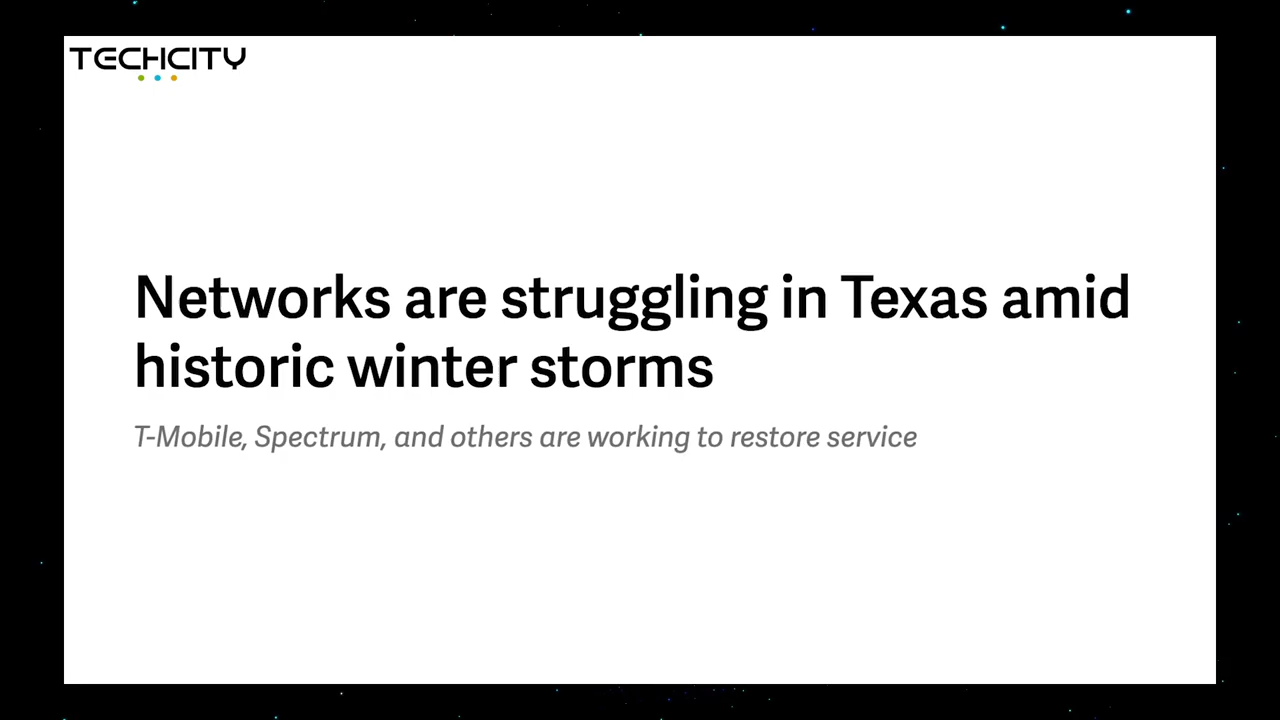 TECHCITY
Networks are struggling in Texas amid
historic winter storms
T-Mobile, Spectrum, and others are working to restore service